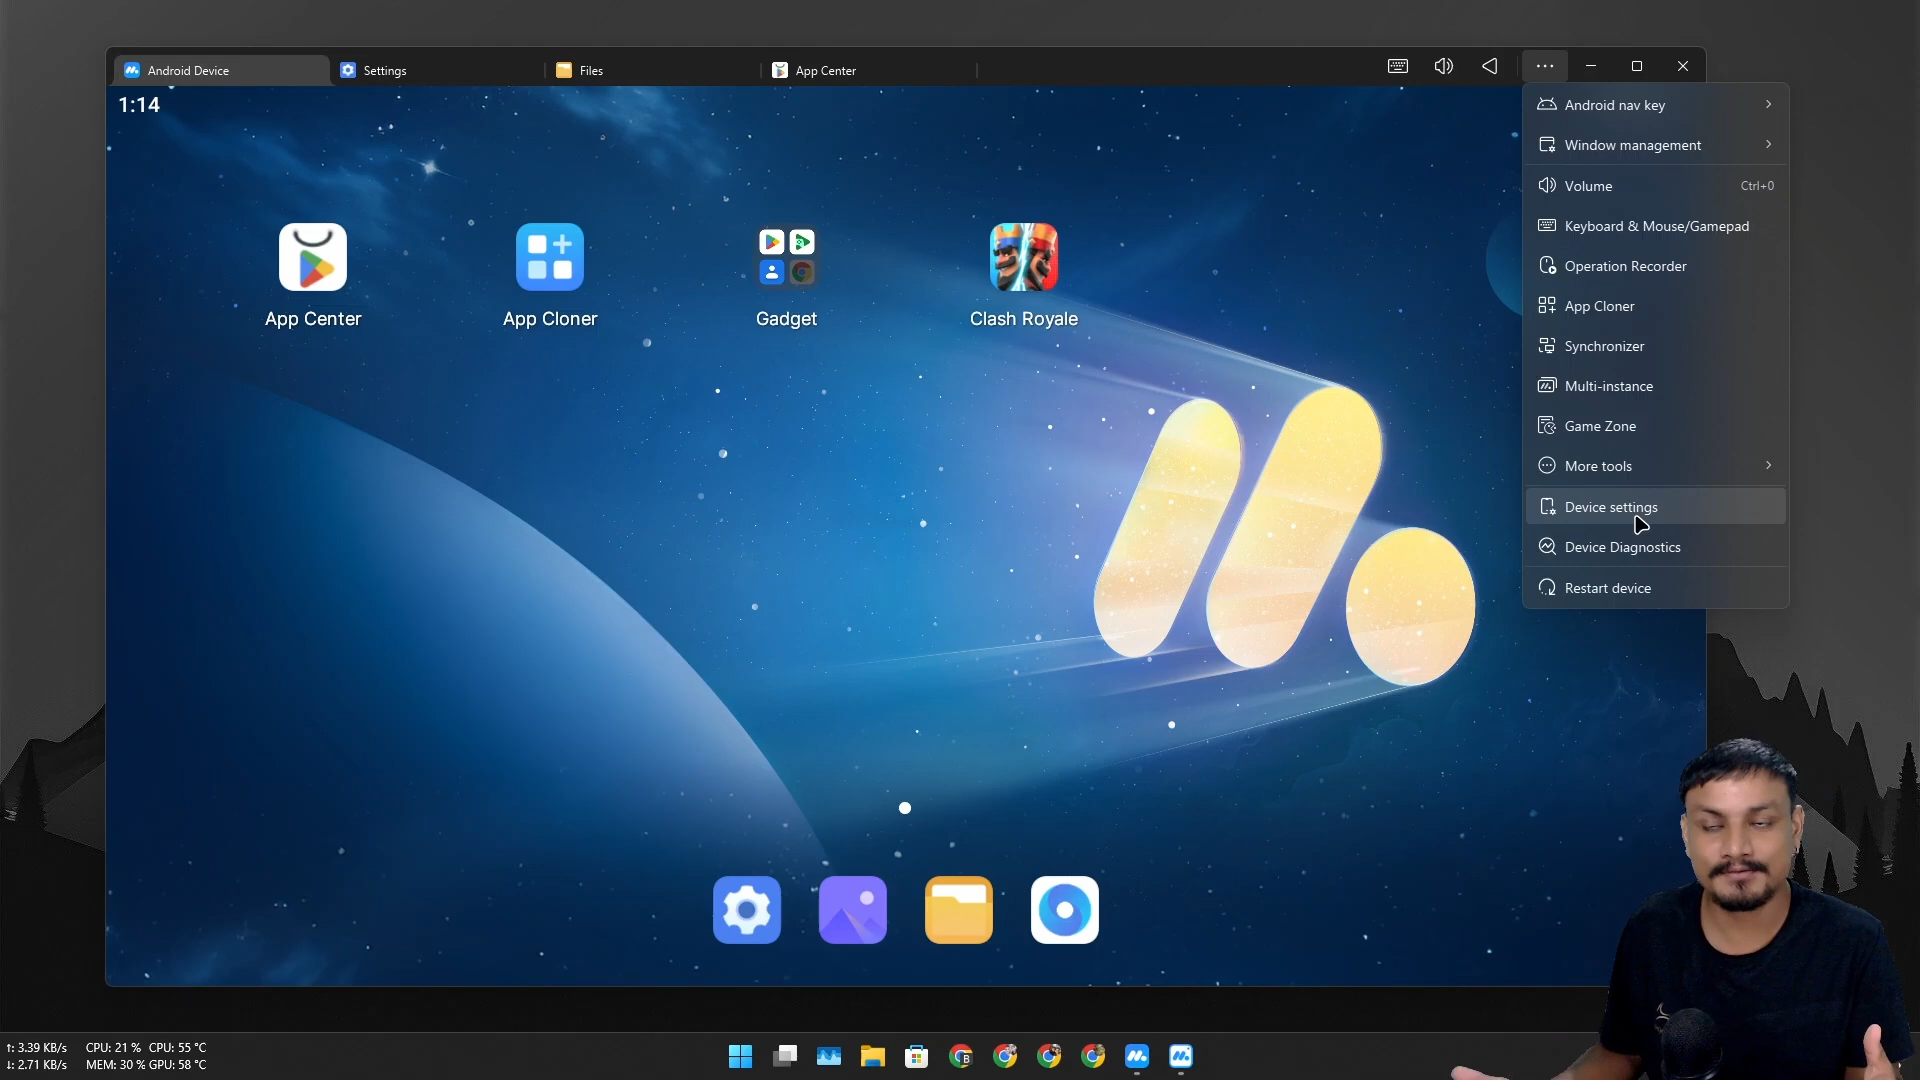 Android Device
Settings
Files
App Center
1:14
Android nav key
Window management
Volume Ctrl+0
Keyboard & Mouse/Gamepad
Operation Recorder
App Cloner
Synchronizer
Multi-instance
Game Zone
More tools
Device settings
Device Diagnostics
Restart device
App Center
App Cloner
Gadget
Clash Royale
↑: 3.39 KB/s CPU: 21 % CPU: 55 °C
↓: 2.71 KB/s MEM: 30 % GPU: 58 °C
B